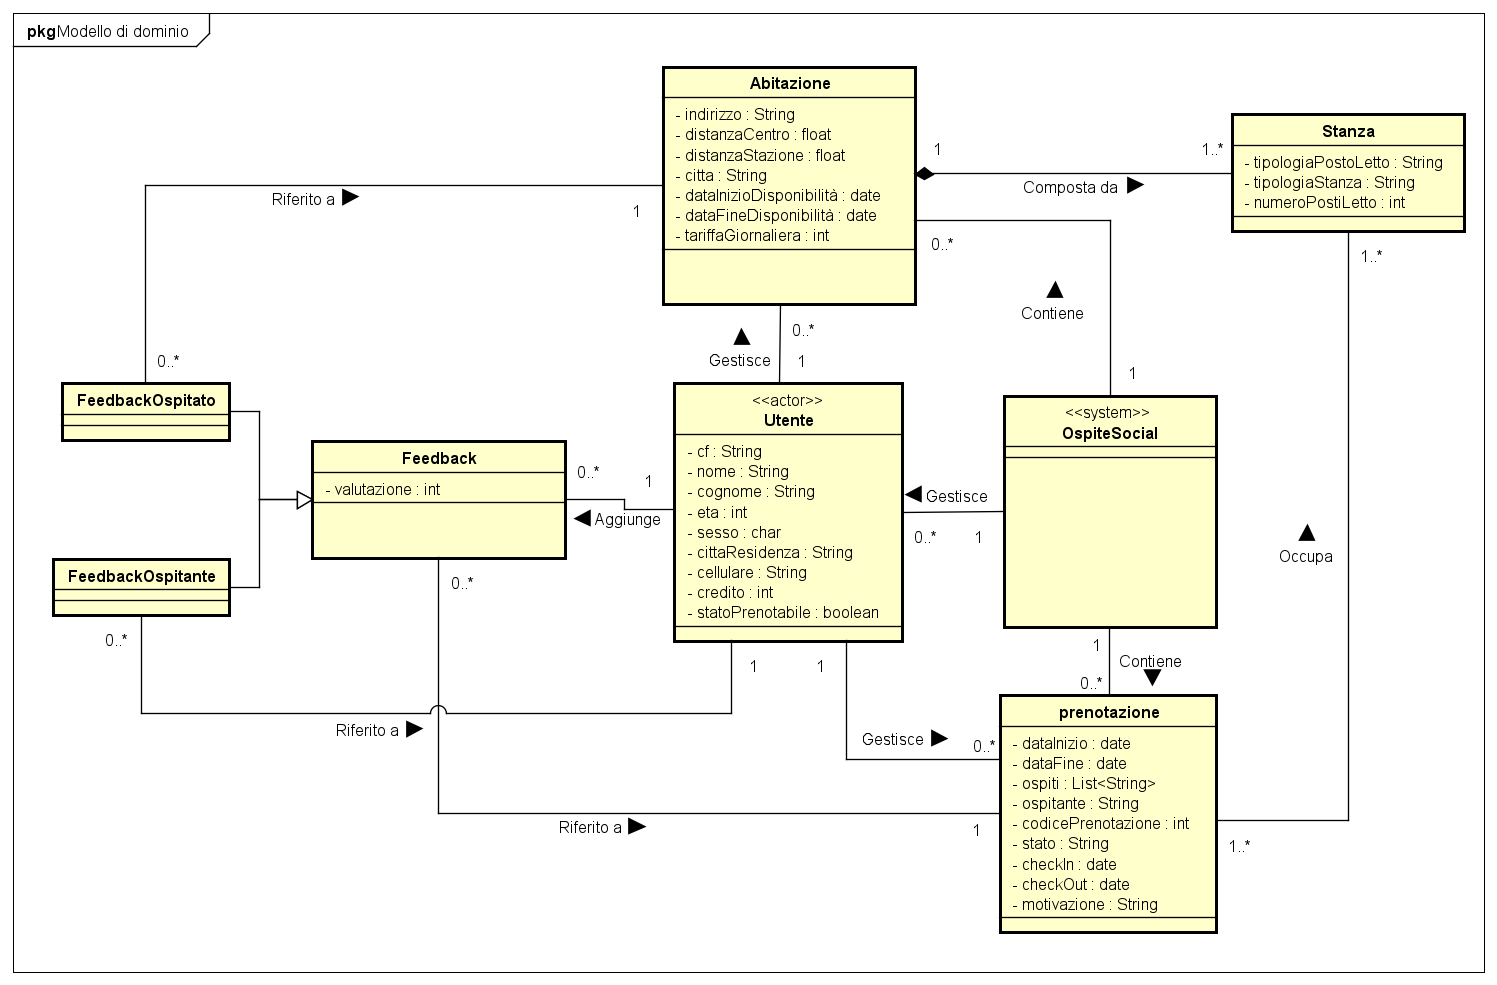 pkg Modello di dominio
Abitazione
- indirizzo : String
- distanzaCentro : float
- distanzaStazione : float
- citta : String
- dataInizioDisponibilità : date
- dataFineDisponibilità : date
- tariffaGiornaliera : int
Stanza
- tipologiaPostoLetto : String
- tipologiaStanza : String
- numeroPostiLetto : int
1
1..*
Composta da
Riferito a
1
0..*
0..*
1..*
Contiene
1
0..*
Gestisce
1
FeedbackOspitato
<<actor>>
Utente
- cf : String
- nome : String
- cognome : String
- eta : int
- sesso : char
- cittaResidenza : String
- cellulare : String
- credito : int
- statoPrenotabile : boolean
<<system>>
OspiteSocial
Feedback
- valutazione : int
0..*
1
Aggiunge
Gestisce
0..*
1
Occupa
FeedbackOspitante
0..*
0..*
1
1
1
Contiene
0..*
Riferito a
Gestisce
0..*
prenotazione
- dataInizio : date
- dataFine : date
- ospiti : List<String>
- ospitante : String
- codicePrenotazione : int
- stato : String
- checkIn : date
- checkOut : date
- motivazione : String
Riferito a
1
1..*